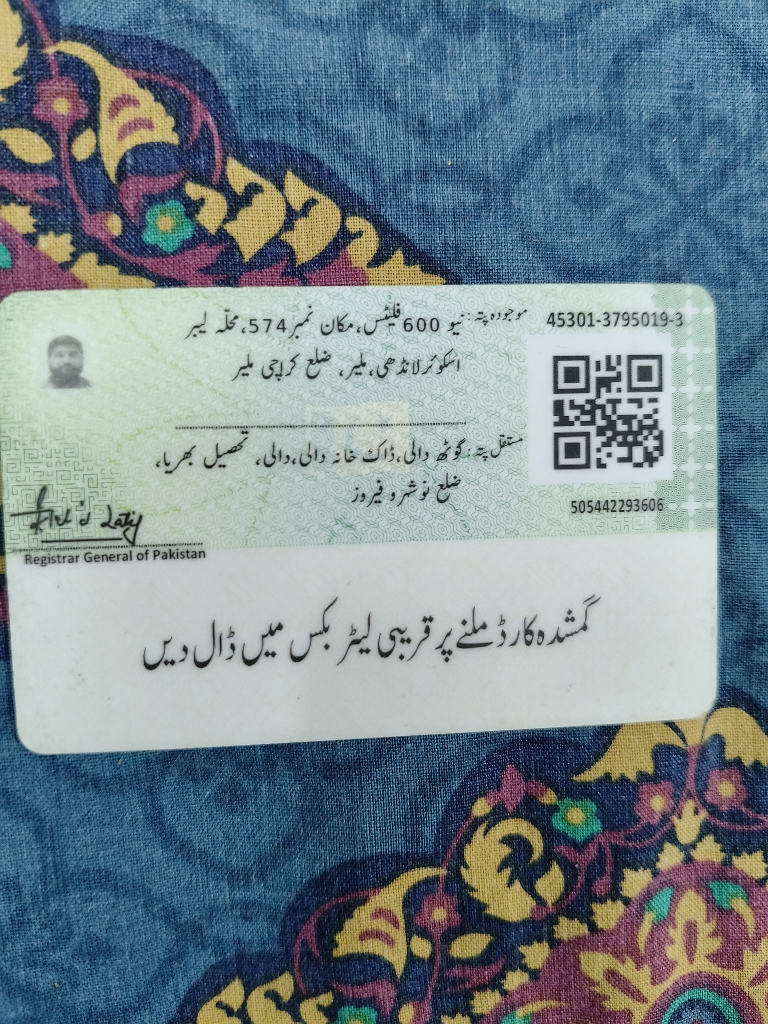 موجودہ پتہ: نیو 600 فلیٹس، مکان نمبر 574، محلّہ لیبر
اسکوئر لانڈھی، ملیر، ضلع کراچی ملیر
45301-3795019-3
مستقل پتہ: گوٹھ دالی، ڈاک خانہ دالی، دالی، تحصیل بھریا،
ضلع نوشہرو فیروز
505442293606
Registrar General of Pakistan
گمشدہ کارڈ ملنے پر قریبی لیٹر بکس میں ڈال دیں